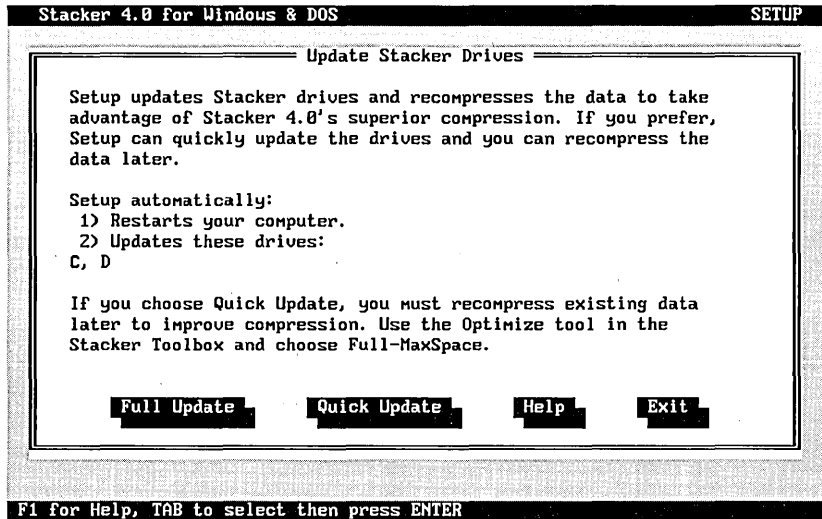 Stacker 4.0 for Windows & DOS SETUP
Update Stacker Drives
Setup updates Stacker drives and recompresses the data to take
advantage of Stacker 4.0's superior compression. If you prefer,
Setup can quickly update the drives and you can recompress the
data later.
Setup automatically:
1) Restarts your computer.
2) Updates these drives:
C, D
If you choose Quick Update, you must recompress existing data
later to improve compression. Use the Optimize tool in the
Stacker Toolbox and choose Full-MaxSpace.
Full Update Quick Update Help Exit
F1 for Help, TAB to select then press ENTER